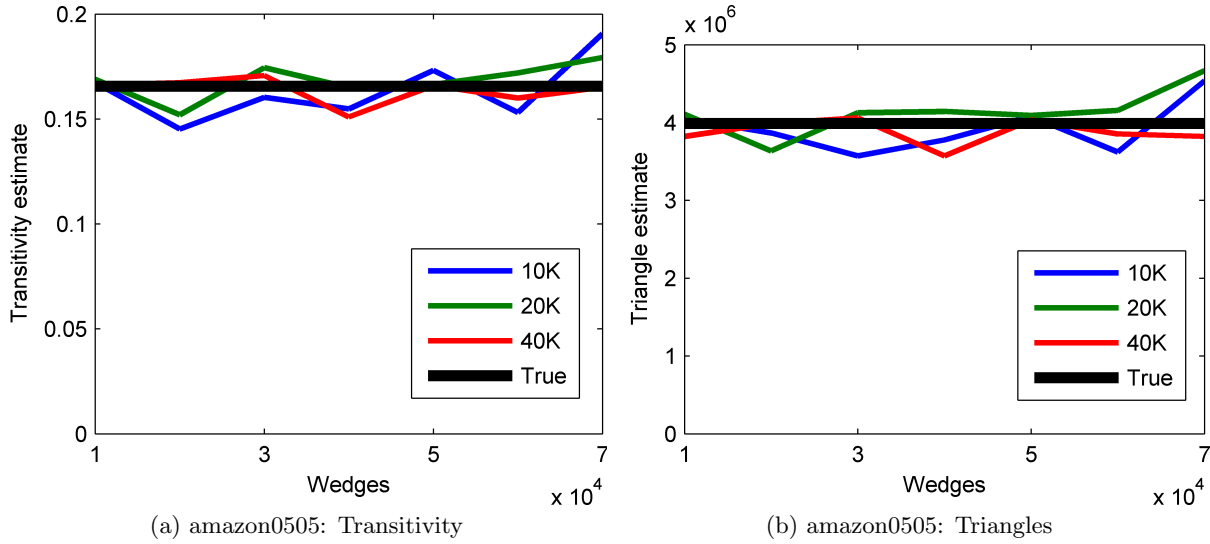 0.2
0.15
0.1
0.05
0
Transitivity estimate
10K
20K
40K
True
1 3 5 7
Wedges
x 10^4
(a) amazon0505: Transitivity
x 10^6
5
4
3
2
1
0
Triangle estimate
10K
20K
40K
True
1 3 5 7
Wedges
x 10^4
(b) amazon0505: Triangles